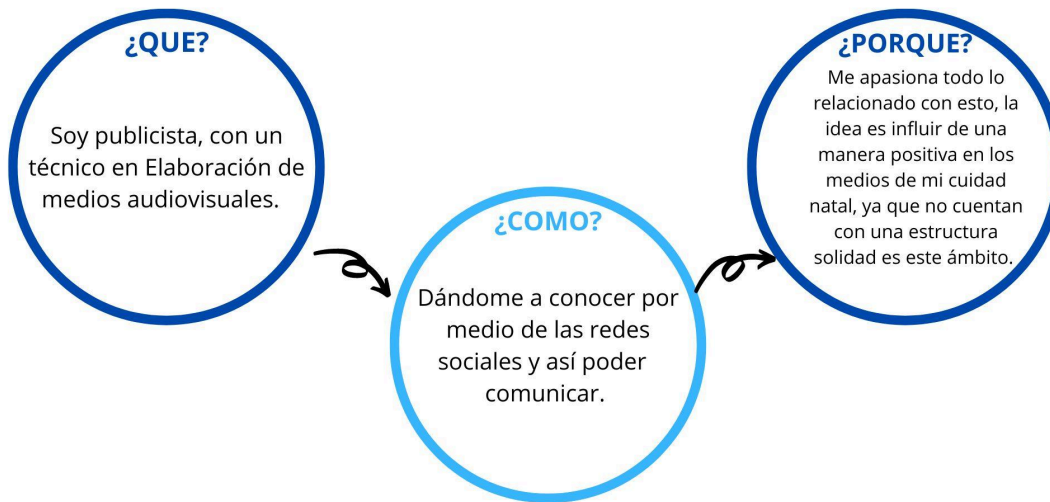 ¿QUE?
Soy publicista, con un
técnico en Elaboración de
medios audiovisuales.
¿COMO?
Dándome a conocer por
medio de las redes
sociales y así poder
comunicar.
¿PORQUE?
Me apasiona todo lo
relacionado con esto, la
idea es influir de una
manera positiva en los
medios de mi cuidad
natal, ya que no cuentan
con una estructura
solidad es este ámbito.